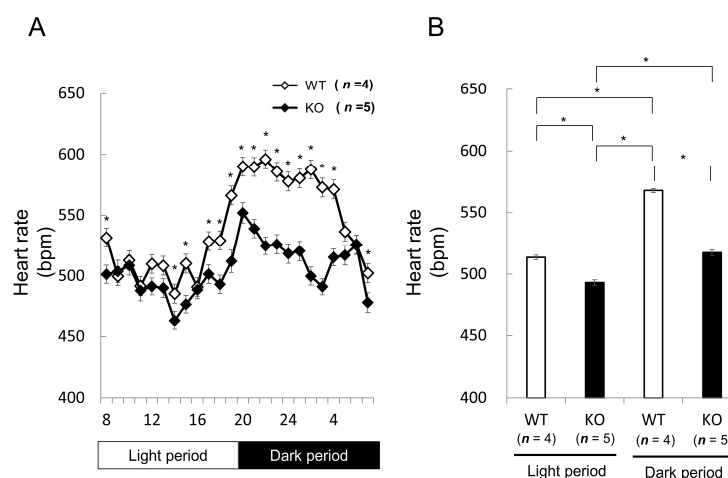 A
Heart rate
(bpm)
650
600
550
500
450
400
WT ( n =4)
KO ( n =5)
* * * * * * * * * * * * * * * *
8 12 16 20 24 4
Light period Dark period
B
Heart rate
(bpm)
650
600
550
500
450
400
*
*
*
*
*
WT KO WT KO
(n = 4) (n = 5) (n = 4) (n = 5
Light period Dark period